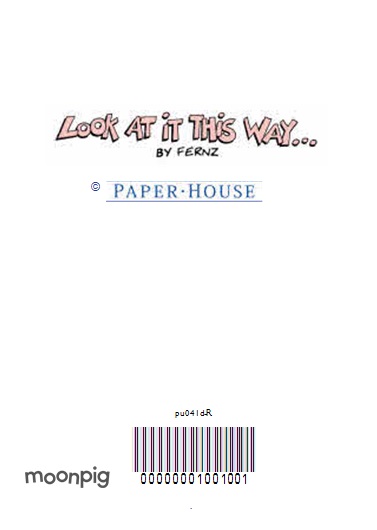 LOOK AT iT THiS WAY...
BY FERNZ
© PAPER·HOUSE
pu041d-R
00000001001001
moonpig